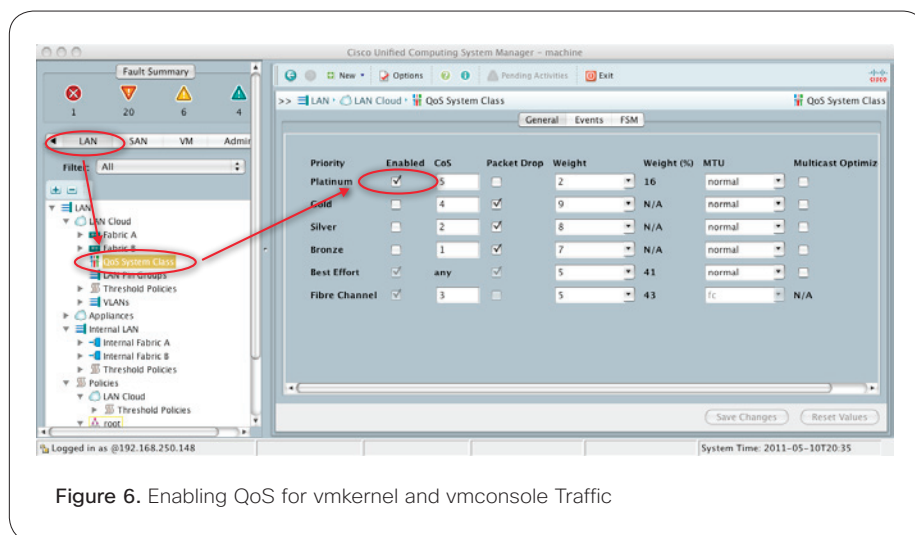 Cisco Unified Computing System Manager - machine
Fault Summary
1 20 6 4
New Options Pending Activities Exit
CISCO
>> LAN LAN Cloud QoS System Class QoS System Class
General Events FSM
LAN SAN VM Admin
Filter: All
LAN
LAN Cloud
Fabric A
Fabric B
QoS System Class
LAN Pin Groups
Threshold Policies
VLANs
Appliances
Internal LAN
Internal Fabric A
Internal Fabric B
Threshold Policies
Policies
LAN Cloud
Threshold Policies
root
Priority Enabled CoS Packet Drop Weight Weight (%) MTU Multicast Optimiz
Platinum 5 2 16 normal
Gold 4 9 N/A normal
Silver 2 8 N/A normal
Bronze 1 7 N/A normal
Best Effort any 5 41 normal
Fibre Channel 3 5 43 fc N/A
Save Changes Reset Values
Logged in as @192.168.250.148 System Time: 2011-05-10T20:35
Figure 6. Enabling QoS for vmkernel and vmconsole Traffic